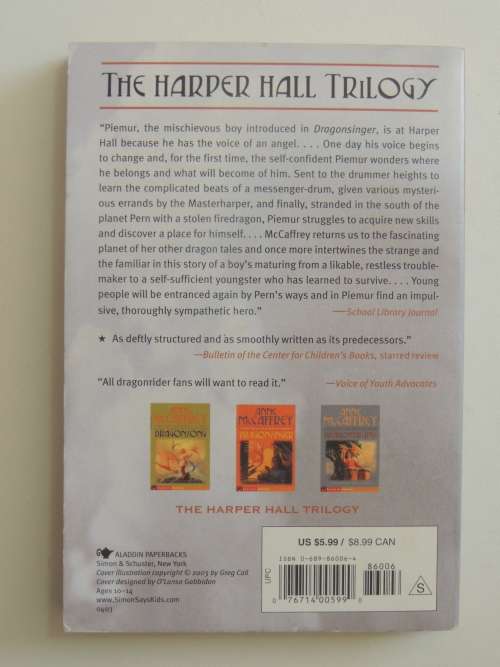 THE HARPER HALL TRILOGY
“Piemur, the mischievous boy introduced in Dragonsinger, is at Harper
Hall because he has the voice of an angel. . . . One day his voice begins
to change and, for the first time, the self-confident Piemur wonders where
he belongs and what will become of him. Sent to the drummer heights to
learn the complicated beats of a messenger-drum, given various mysteri-
ous errands by the Masterharper, and finally, stranded in the south of the
planet Pern with a stolen firedragon, Piemur struggles to acquire new skills
and discover a place for himself. . . . McCaffrey returns us to the fascinating
planet of her other dragon tales and once more intertwines the strange and
the familiar in this story of a boy’s maturing from a likable, restless trouble-
maker to a self-sufficient youngster who has learned to survive. . . . Young
people will be entranced again by Pern’s ways and in Piemur find an impul-
sive, thoroughly sympathetic hero.” —School Library Journal
★ As deftly structured and as smoothly written as its predecessors.”
—Bulletin of the Center for Children’s Books, starred review
“All dragonrider fans will want to read it.” —Voice of Youth Advocates
ANNE McCAFFREY
DRAGONSONG
ANNE McCAFFREY
DRAGONSINGER
ANNE McCAFFREY
THE HARPER HALL TRILOGY
ALADDIN PAPERBACKS
Simon & Schuster, New York
Cover illustration copyright © 2003 by Greg Call
Cover designed by O’Lanso Gabbidon
Ages 10–14
www.SimonSaysKids.com
0403
US $5.99 / $8.99 CAN
ISBN 0-689-86006-4
86006
UPC
0 76714 00599 8
S